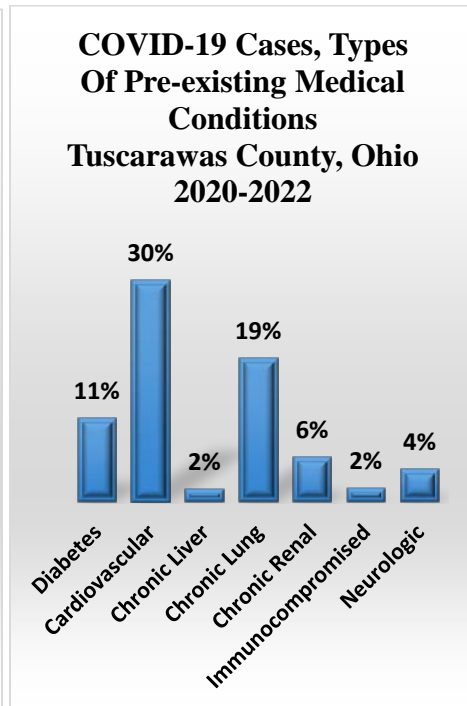 COVID-19 Cases, Types
Of Pre-existing Medical
Conditions
Tuscarawas County, Ohio
2020-2022
30%
19%
11%
6%
4%
2%
2%
Diabetes
Cardiovascular
Chronic Liver
Chronic Lung
Chronic Renal
Immunocompromised
Neurologic